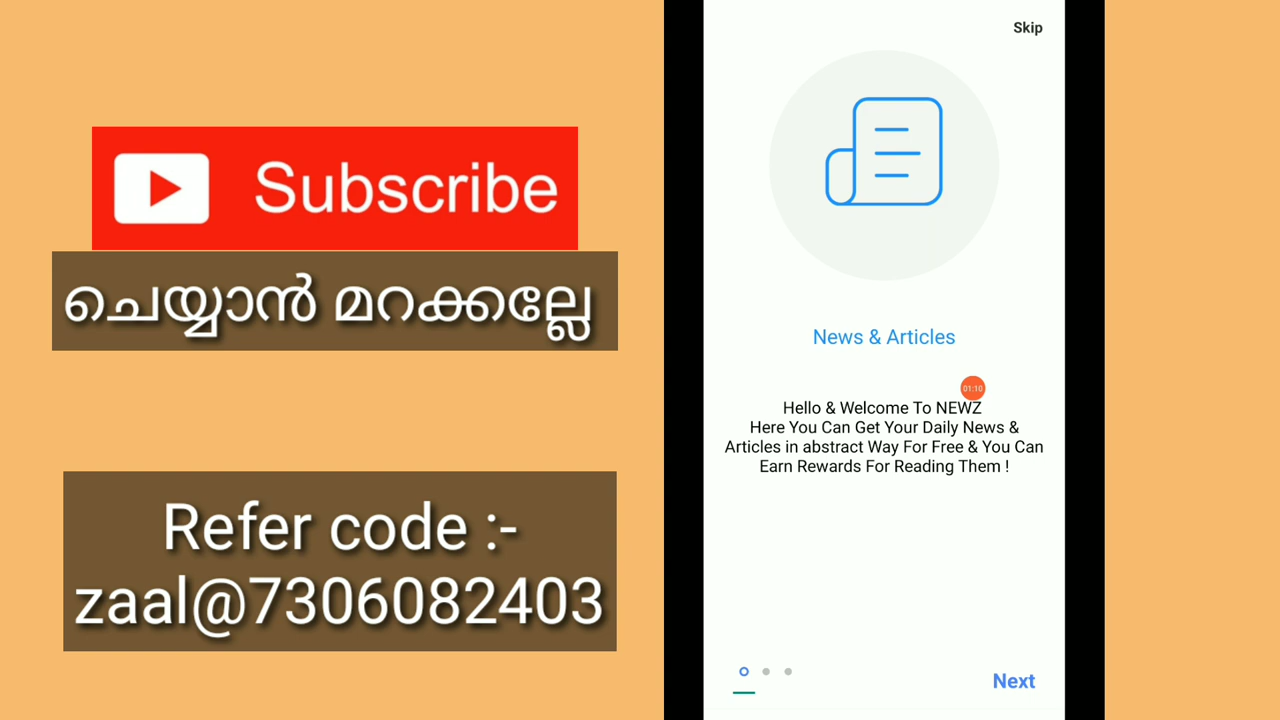 Subscribe
ചെയ്യാൻ മറക്കല്ലേ
Refer code :-
zaal@7306082403
Skip
News & Articles
01:10
Hello & Welcome To NEWZ
Here You Can Get Your Daily News &
Articles in abstract Way For Free & You Can
Earn Rewards For Reading Them !
Next